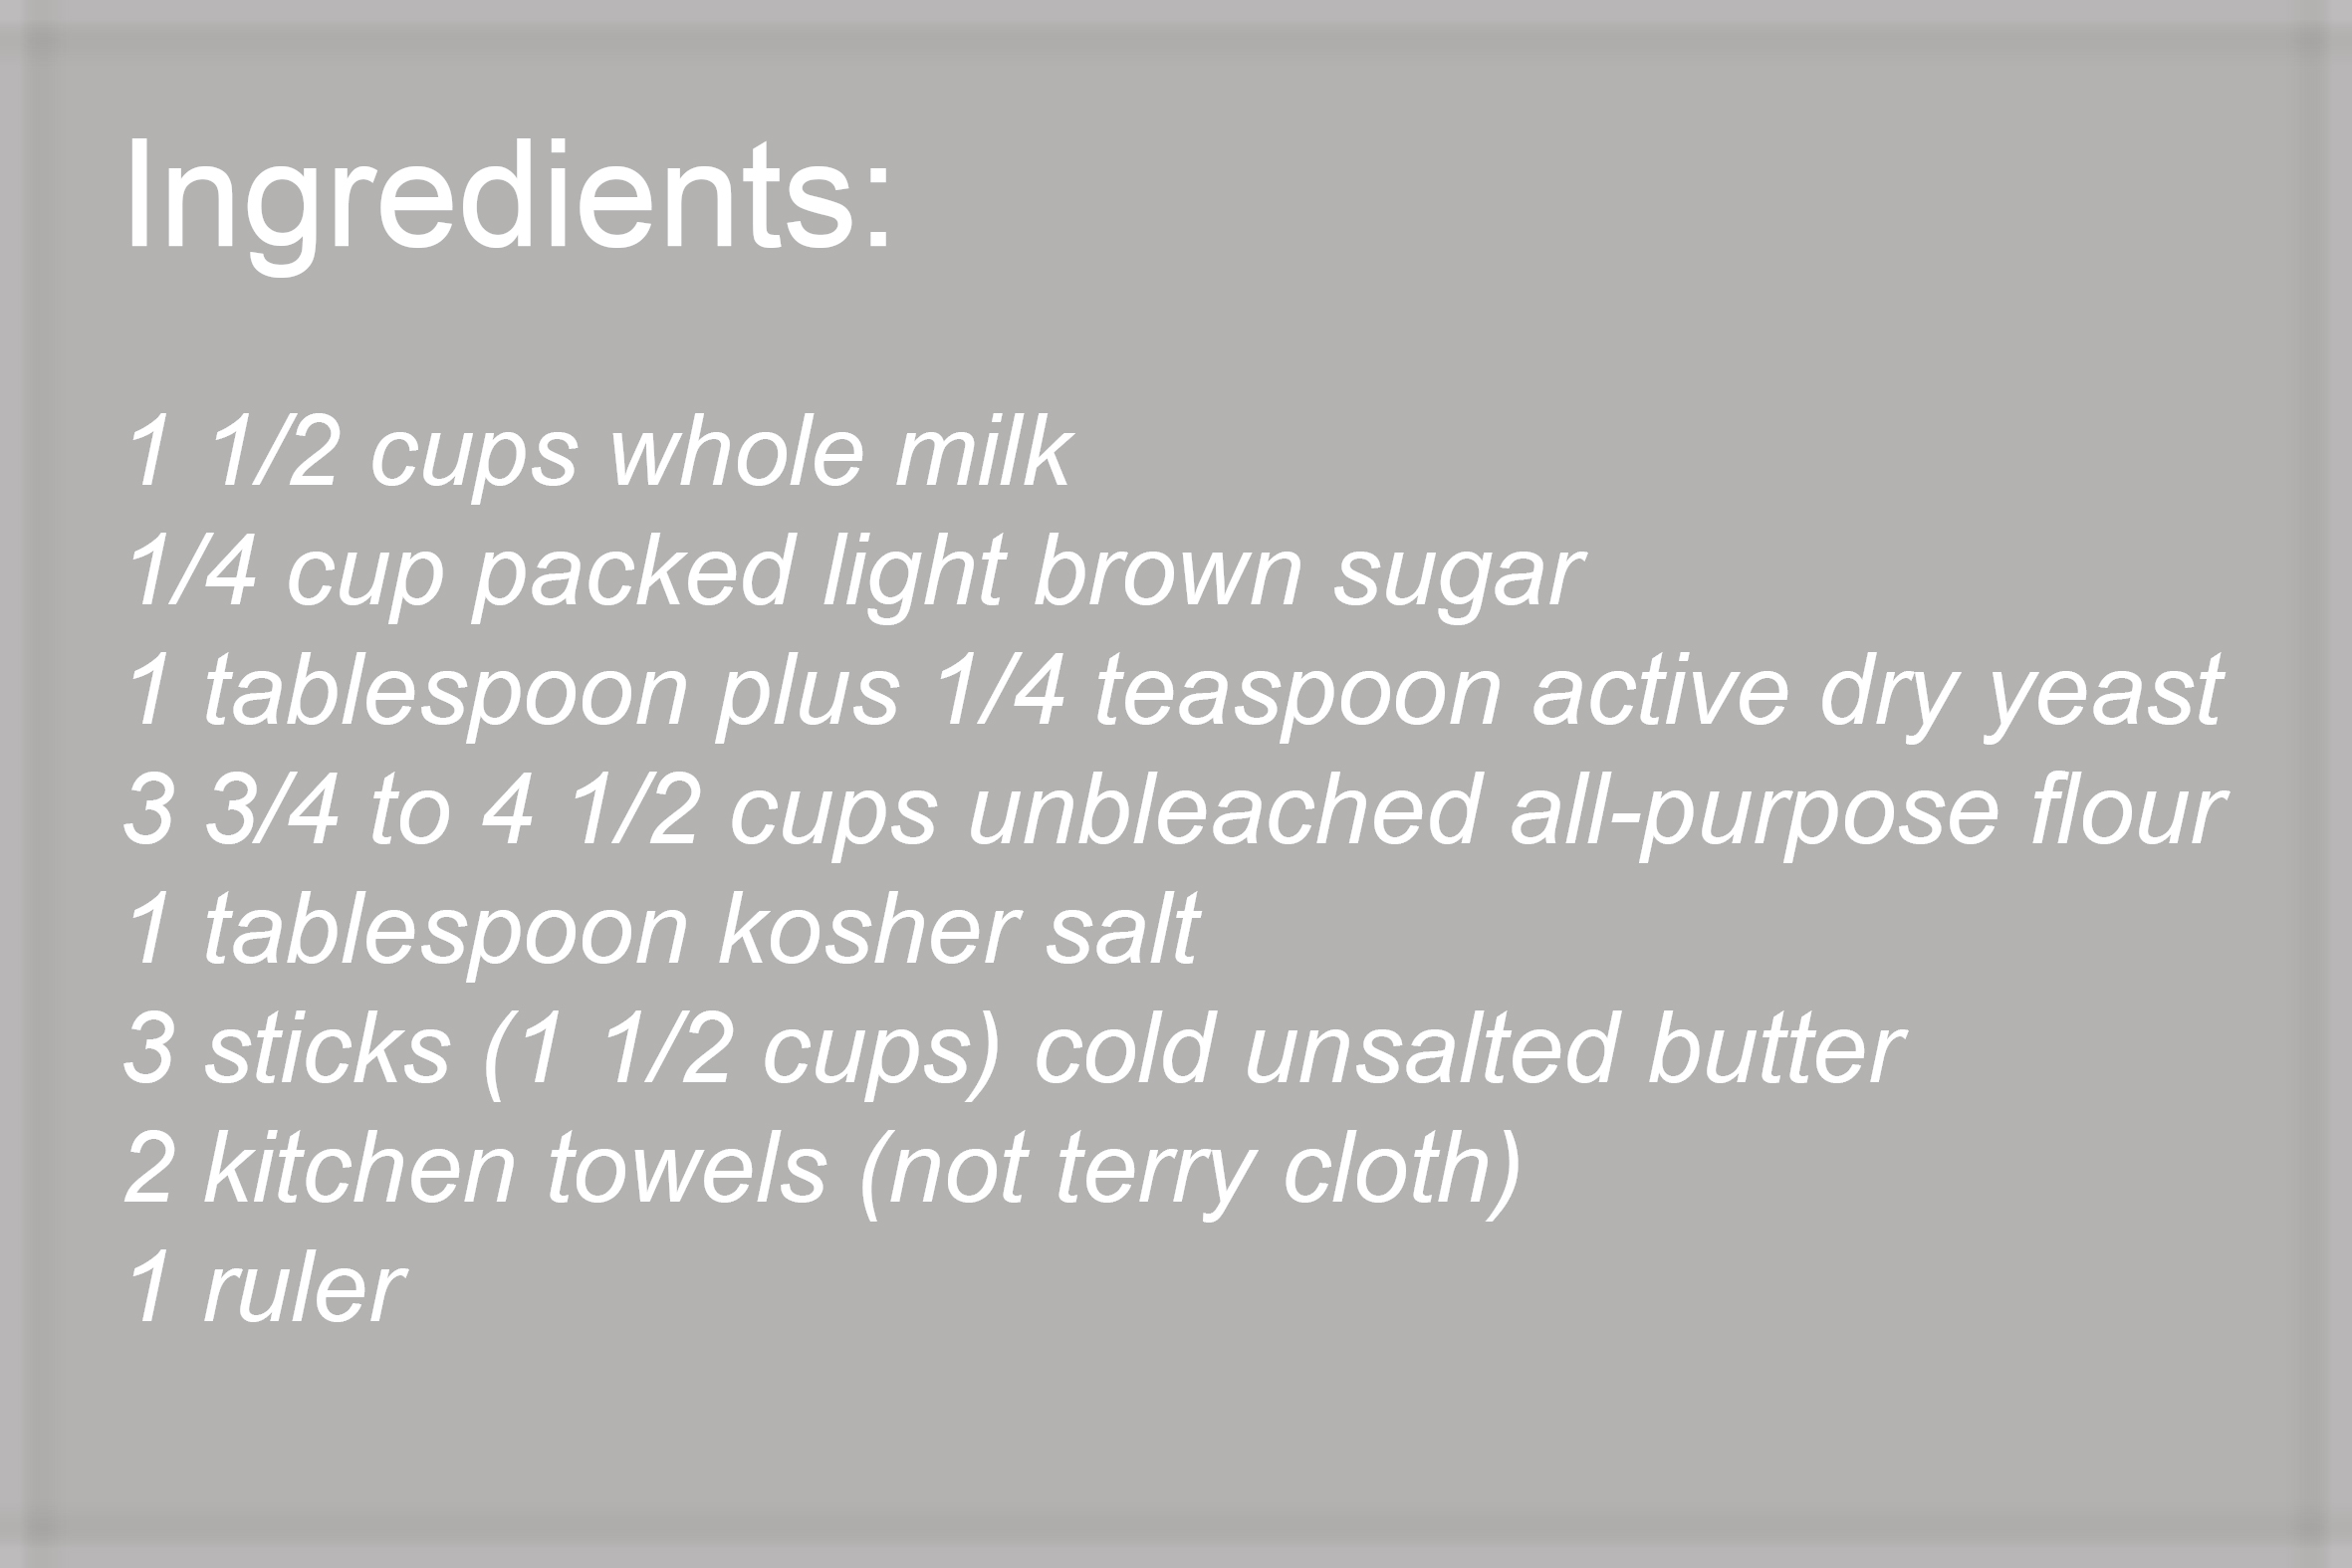 Ingredients:
1 1/2 cups whole milk
1/4 cup packed light brown sugar
1 tablespoon plus 1/4 teaspoon active dry yeast
3 3/4 to 4 1/2 cups unbleached all-purpose flour
1 tablespoon kosher salt
3 sticks (1 1/2 cups) cold unsalted butter
2 kitchen towels (not terry cloth)
1 ruler